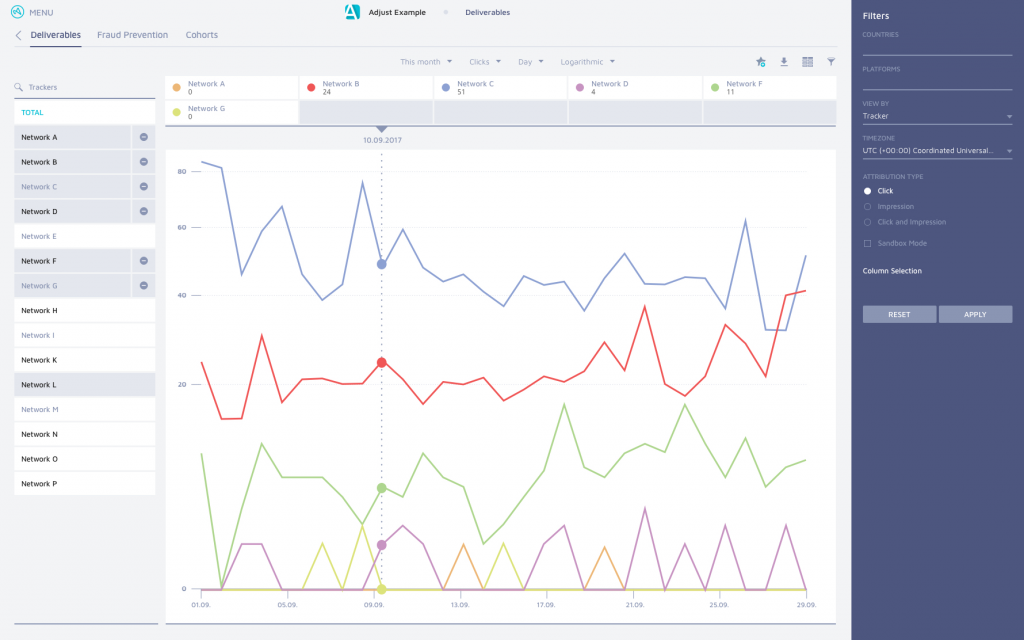 MENU
Adjust Example
Deliverables
Deliverables
Fraud Prevention
Cohorts
This month
Clicks
Day
Logarithmic
Trackers
TOTAL
Network A
Network B
Network C
Network D
Network E
Network F
Network G
Network H
Network I
Network K
Network L
Network M
Network N
Network O
Network P
Network A
0
Network B
24
Network C
51
Network D
4
Network F
11
Network G
0
10.09.2017
80
60
40
20
0
01.09.
05.09.
09.09.
13.09.
17.09.
21.09.
25.09.
29.09.
Filters
COUNTRIES
PLATFORMS
VIEW BY
Tracker
TIMEZONE
UTC (+00:00) Coordinated Universal...
ATTRIBUTION TYPE
Click
Impression
Click and Impression
Sandbox Mode
Column Selection
RESET
APPLY